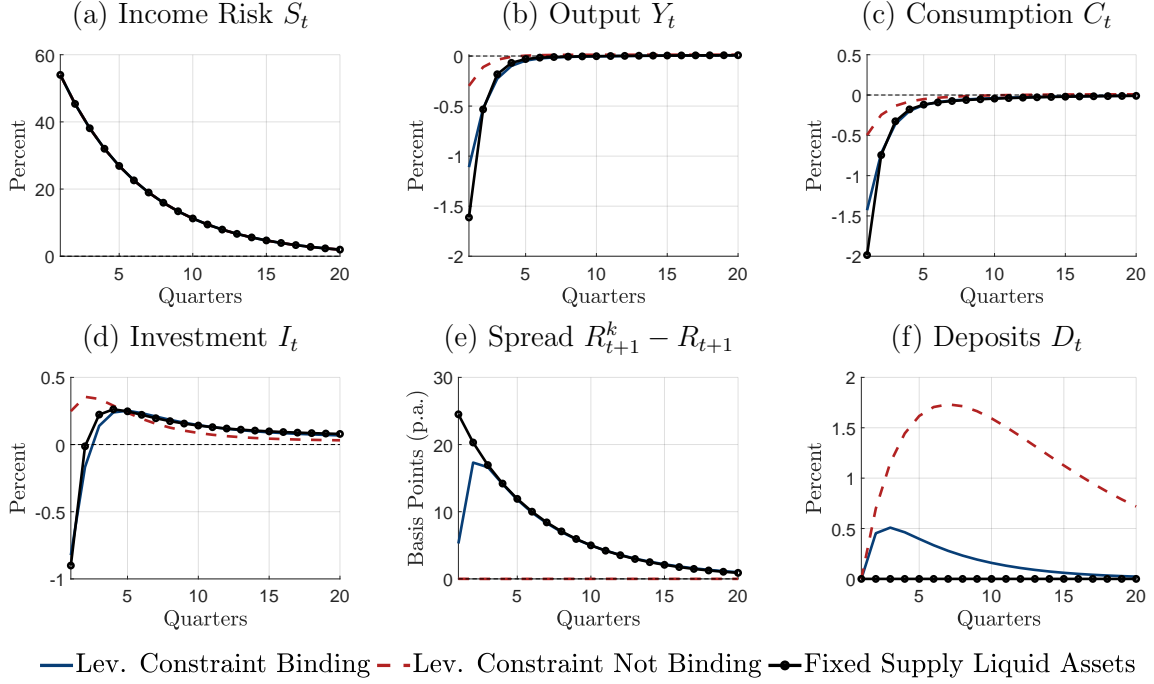 (a) Income Risk S_t
(b) Output Y_t
(c) Consumption C_t
Percent
60
40
20
0
5
10
15
20
Quarters
Percent
0
-0.5
-1
-1.5
-2
5
10
15
20
Quarters
Percent
0.5
0
-0.5
-1
-1.5
-2
5
10
15
20
Quarters
(d) Investment I_t
(e) Spread R^k_{t+1} − R_{t+1}
(f) Deposits D_t
Percent
0.5
0
-0.5
-1
5
10
15
20
Quarters
Basis Points (p.a.)
30
20
10
0
5
10
15
20
Quarters
Percent
2
1.5
1
0.5
0
5
10
15
20
Quarters
Lev. Constraint Binding
Lev. Constraint Not Binding
Fixed Supply Liquid Assets